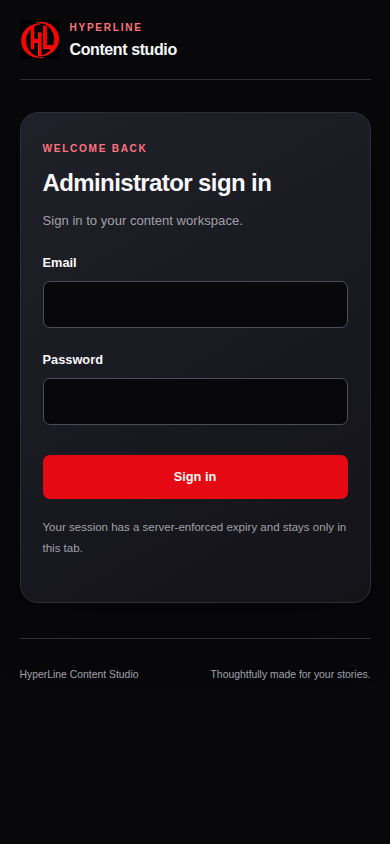 HL
HYPERLINE
Content studio
WELCOME BACK
Administrator sign in
Sign in to your content workspace.
Email
Password
Sign in
Your session has a server-enforced expiry and stays only in
this tab.
HyperLine Content Studio
Thoughtfully made for your stories.